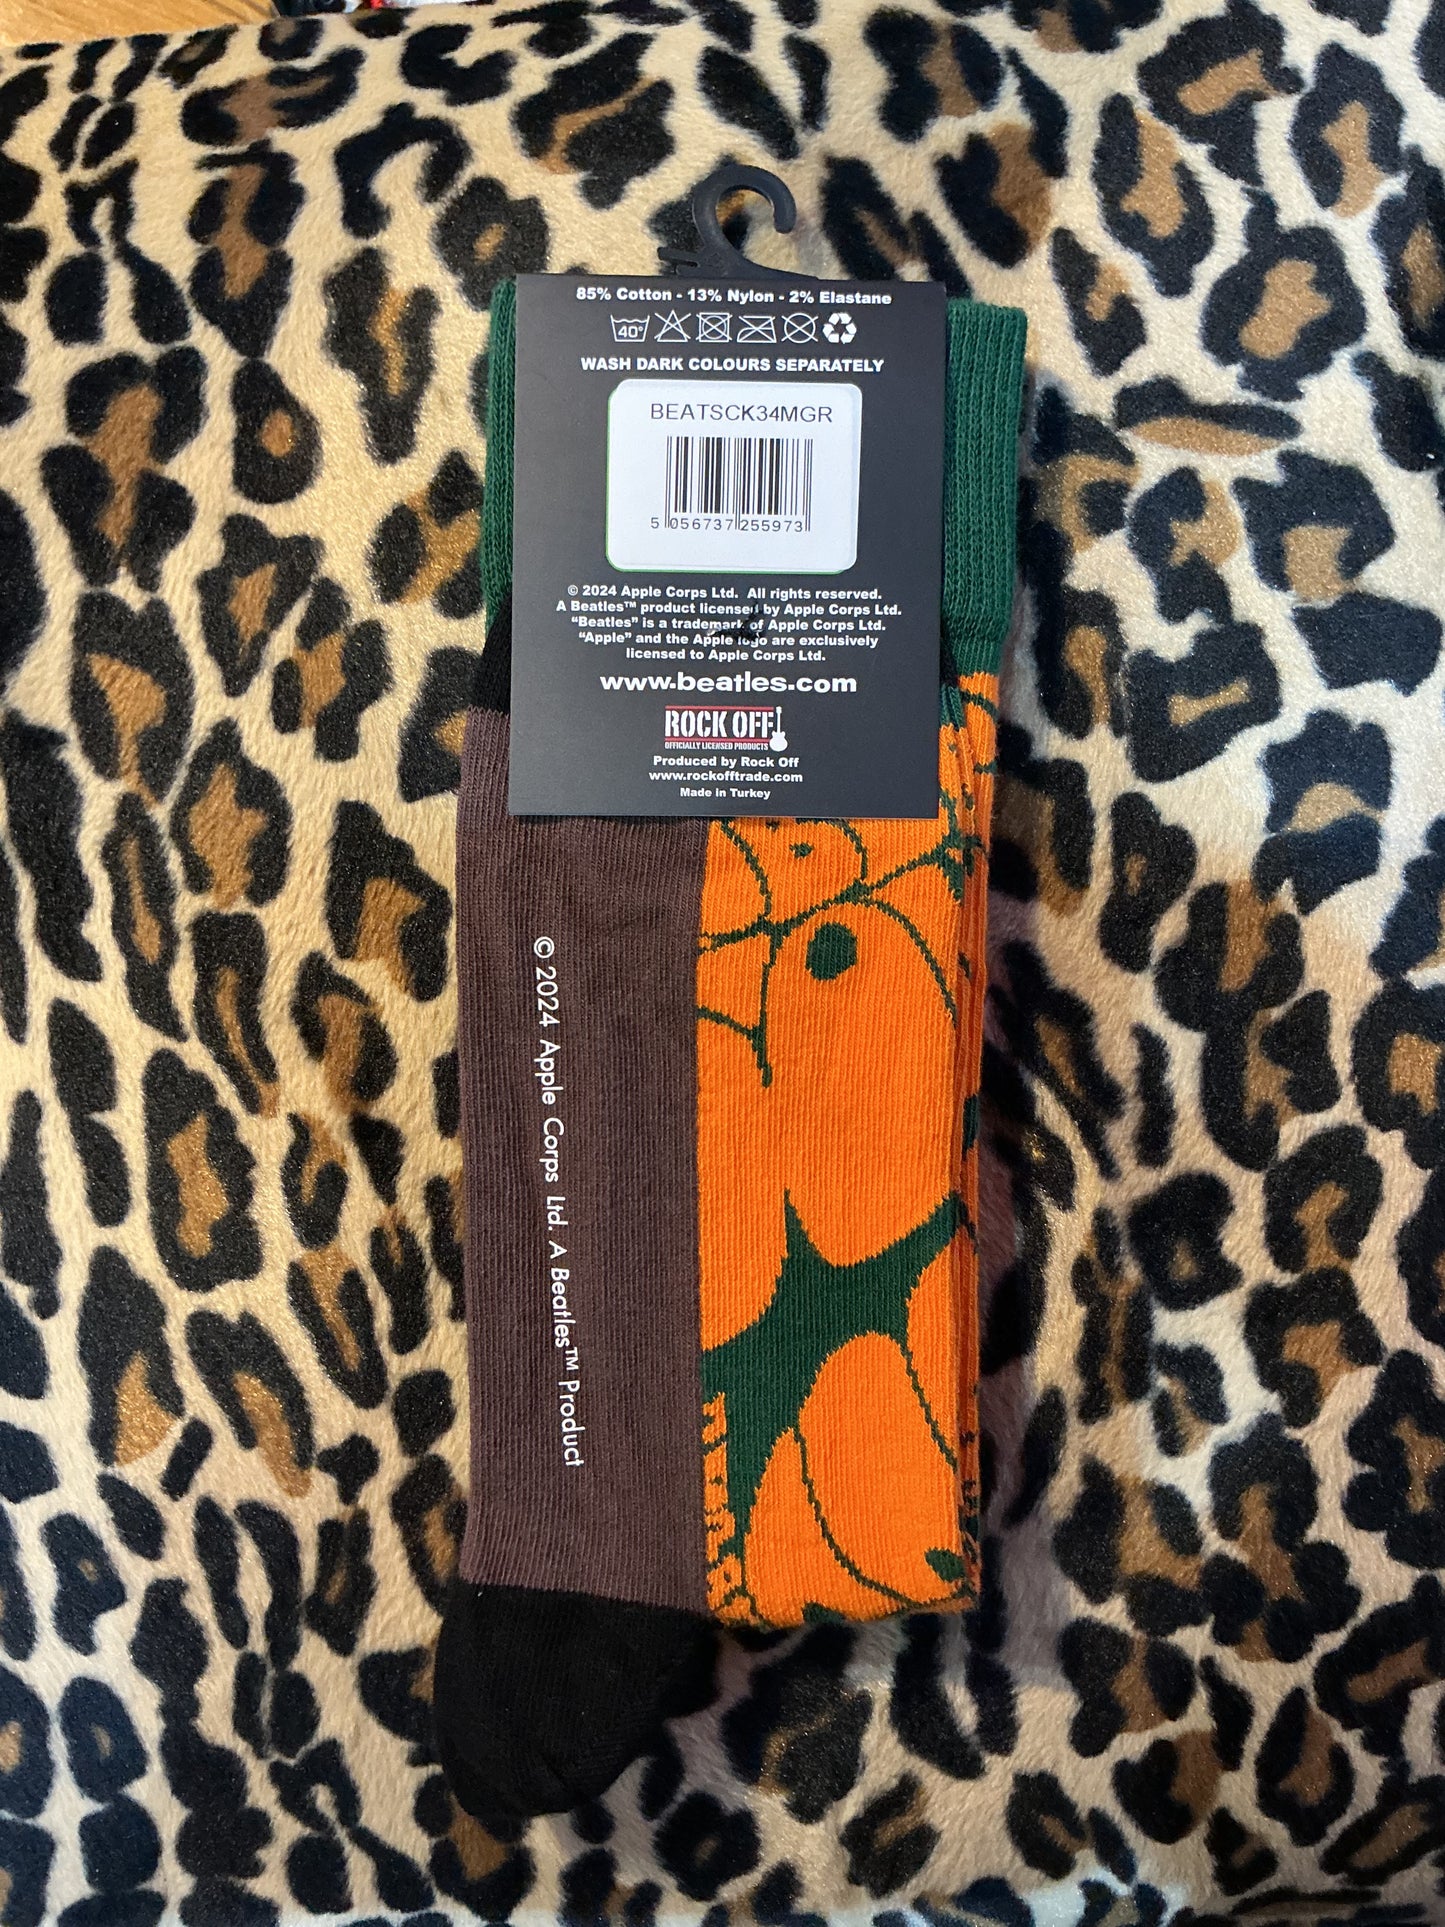 85% Cotton - 13% Nylon - 2% Elastane
40°
WASH DARK COLOURS SEPARATELY
BEATSCK34MGR
5 056737 255973
© 2024 Apple Corps Ltd. All rights reserved.
A Beatles™ product licensed by Apple Corps Ltd.
"Beatles" is a trademark of Apple Corps Ltd.
"Apple" and the Apple logo are exclusively
licensed to Apple Corps Ltd.
www.beatles.com
ROCK OFF
OFFICIALLY LICENSED PRODUCTS
Produced by Rock Off
www.rockofftrade.com
Made in Turkey
© 2024 Apple Corps Ltd. A Beatles™ Product